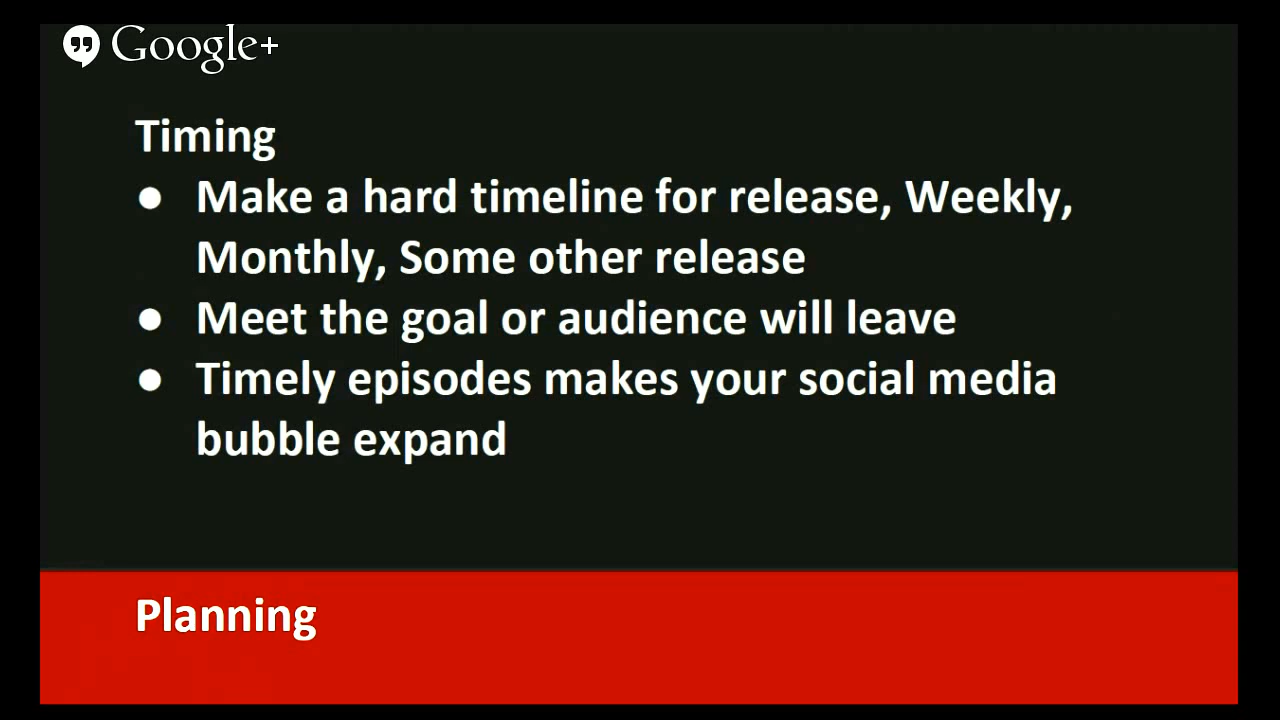 Google+
Timing
● Make a hard timeline for release, Weekly,
Monthly, Some other release
● Meet the goal or audience will leave
● Timely episodes makes your social media
bubble expand
Planning